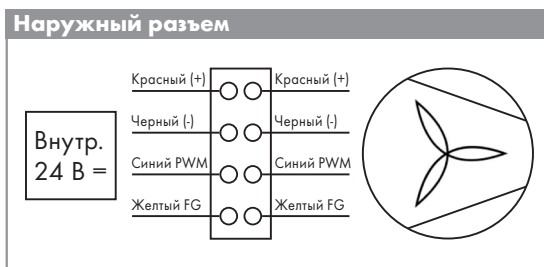 Наружный разъем
Красный (+) Красный (+)
Черный (-) Черный (-)
Внутр.
24 В =
Синий PWM Синий PWM
Желтый FG Желтый FG